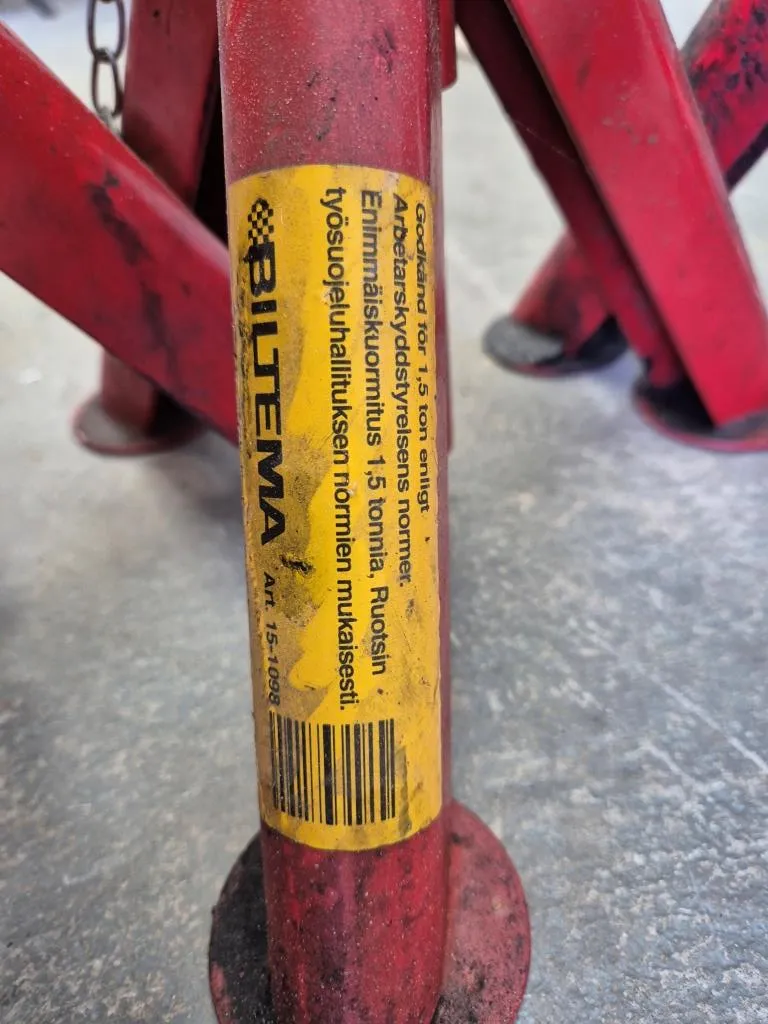 Godkänd för 1,5 ton enligt
Arbetarskyddstyrelsens normer.
Enimmäiskuormitus 1,5 tonnia, Ruotsin
työsuojeluhallituksen normien mukaisesti.
BILTEMA Art. 15-1098